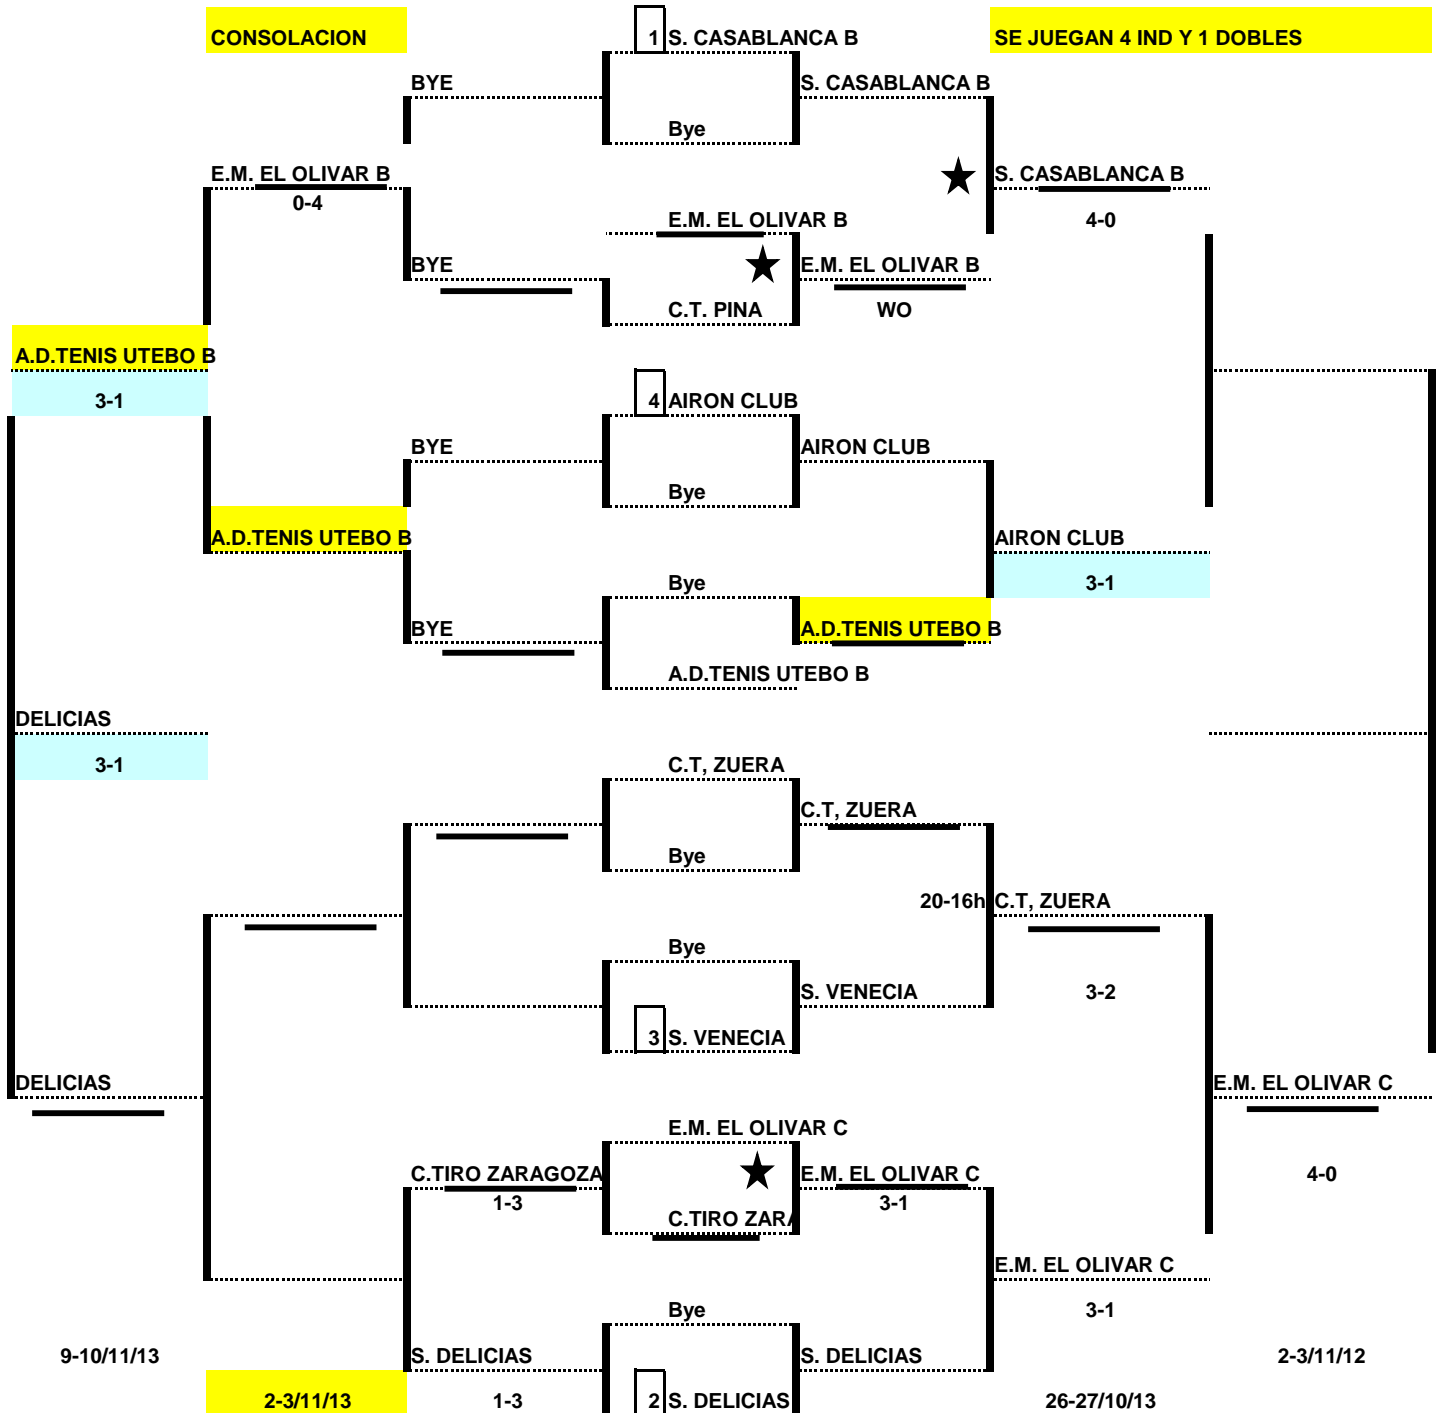 CONSOLACION
1 S. CASABLANCA B
SE JUEGAN 4 IND Y 1 DOBLES
BYE
S. CASABLANCA B
Bye
E.M. EL OLIVAR B
S. CASABLANCA B
0-4
E.M. EL OLIVAR B
4-0
BYE
E.M. EL OLIVAR B
C.T. PINA
WO
A.D.TENIS UTEBO B
3-1
4 AIRON CLUB
BYE
AIRON CLUB
Bye
A.D.TENIS UTEBO B
AIRON CLUB
Bye
3-1
BYE
A.D.TENIS UTEBO B
A.D.TENIS UTEBO B
DELICIAS
3-1
C.T, ZUERA
C.T, ZUERA
Bye
20-16h C.T, ZUERA
Bye
S. VENECIA
3-2
3 S. VENECIA
DELICIAS
E.M. EL OLIVAR C
E.M. EL OLIVAR C
C.TIRO ZARAGOZA
E.M. EL OLIVAR C
4-0
1-3
3-1
C.TIRO ZARA
E.M. EL OLIVAR C
Bye
3-1
9-10/11/13
S. DELICIAS
S. DELICIAS
2-3/11/12
2-3/11/13
1-3
2 S. DELICIAS
26-27/10/13